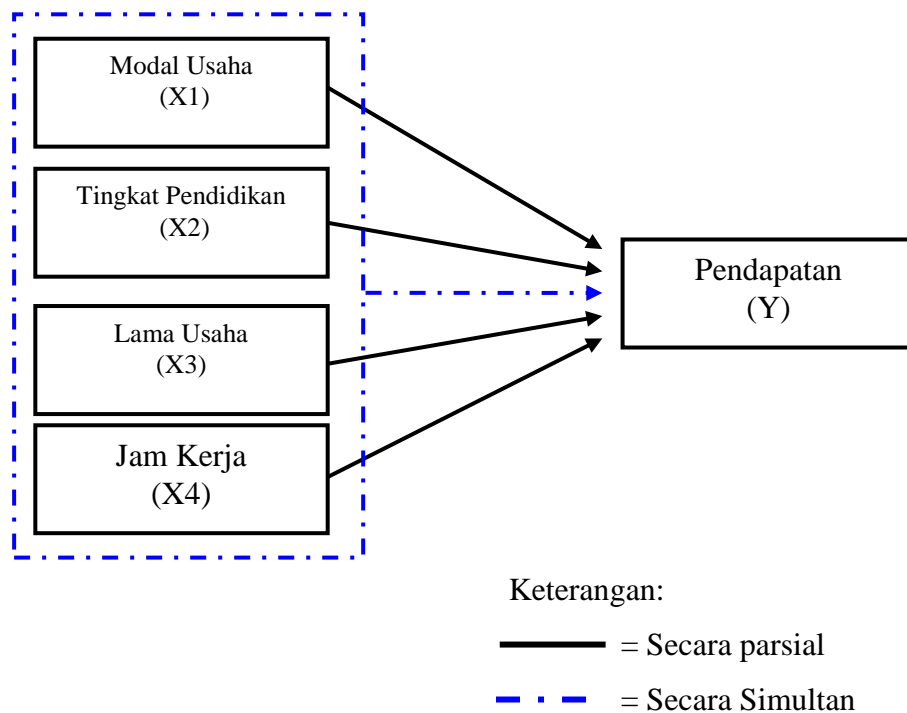 Modal Usaha
(X1)
Tingkat Pendidikan
(X2)
Lama Usaha
(X3)
Jam Kerja
(X4)
Pendapatan
(Y)
Keterangan:
= Secara parsial
= Secara Simultan